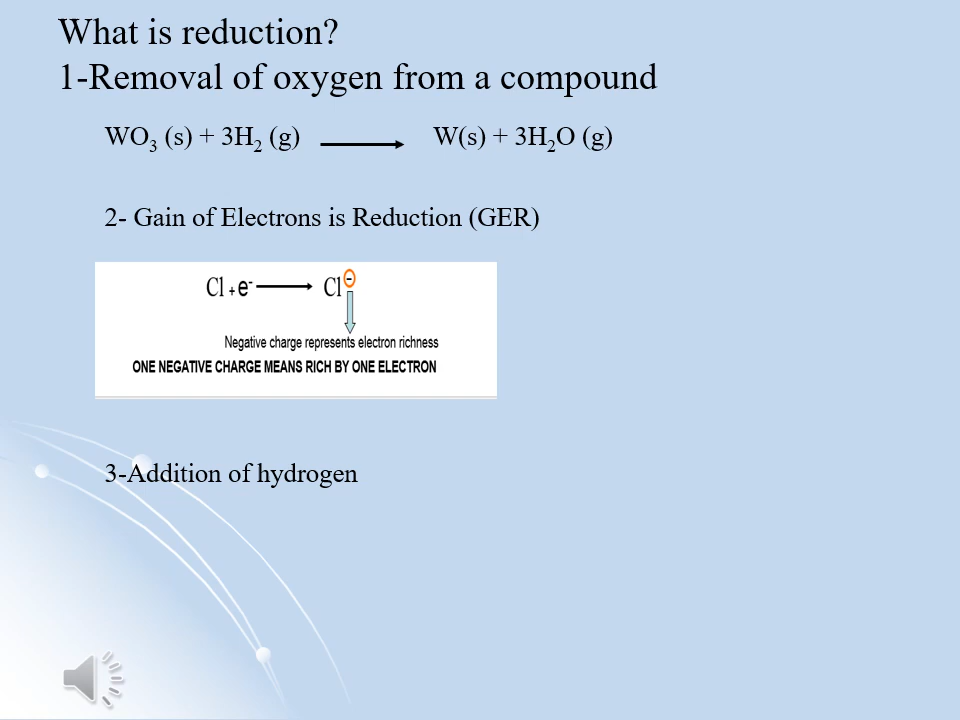 What is reduction?
1-Removal of oxygen from a compound
WO₃ (s) + 3H₂ (g) ⟶ W(s) + 3H₂O (g)
2- Gain of Electrons is Reduction (GER)
Cl + e⁻ ⟶ Cl⁻
Negative charge represents electron richness
ONE NEGATIVE CHARGE MEANS RICH BY ONE ELECTRON
3-Addition of hydrogen